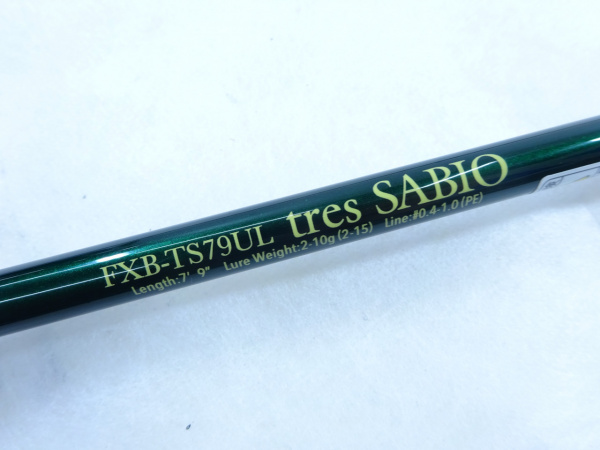 FXB-TS79UL tres SABIO
Length:7' 9" Lure Weight:2-10g (2-15) Line:#0.4-1.0 (PE)